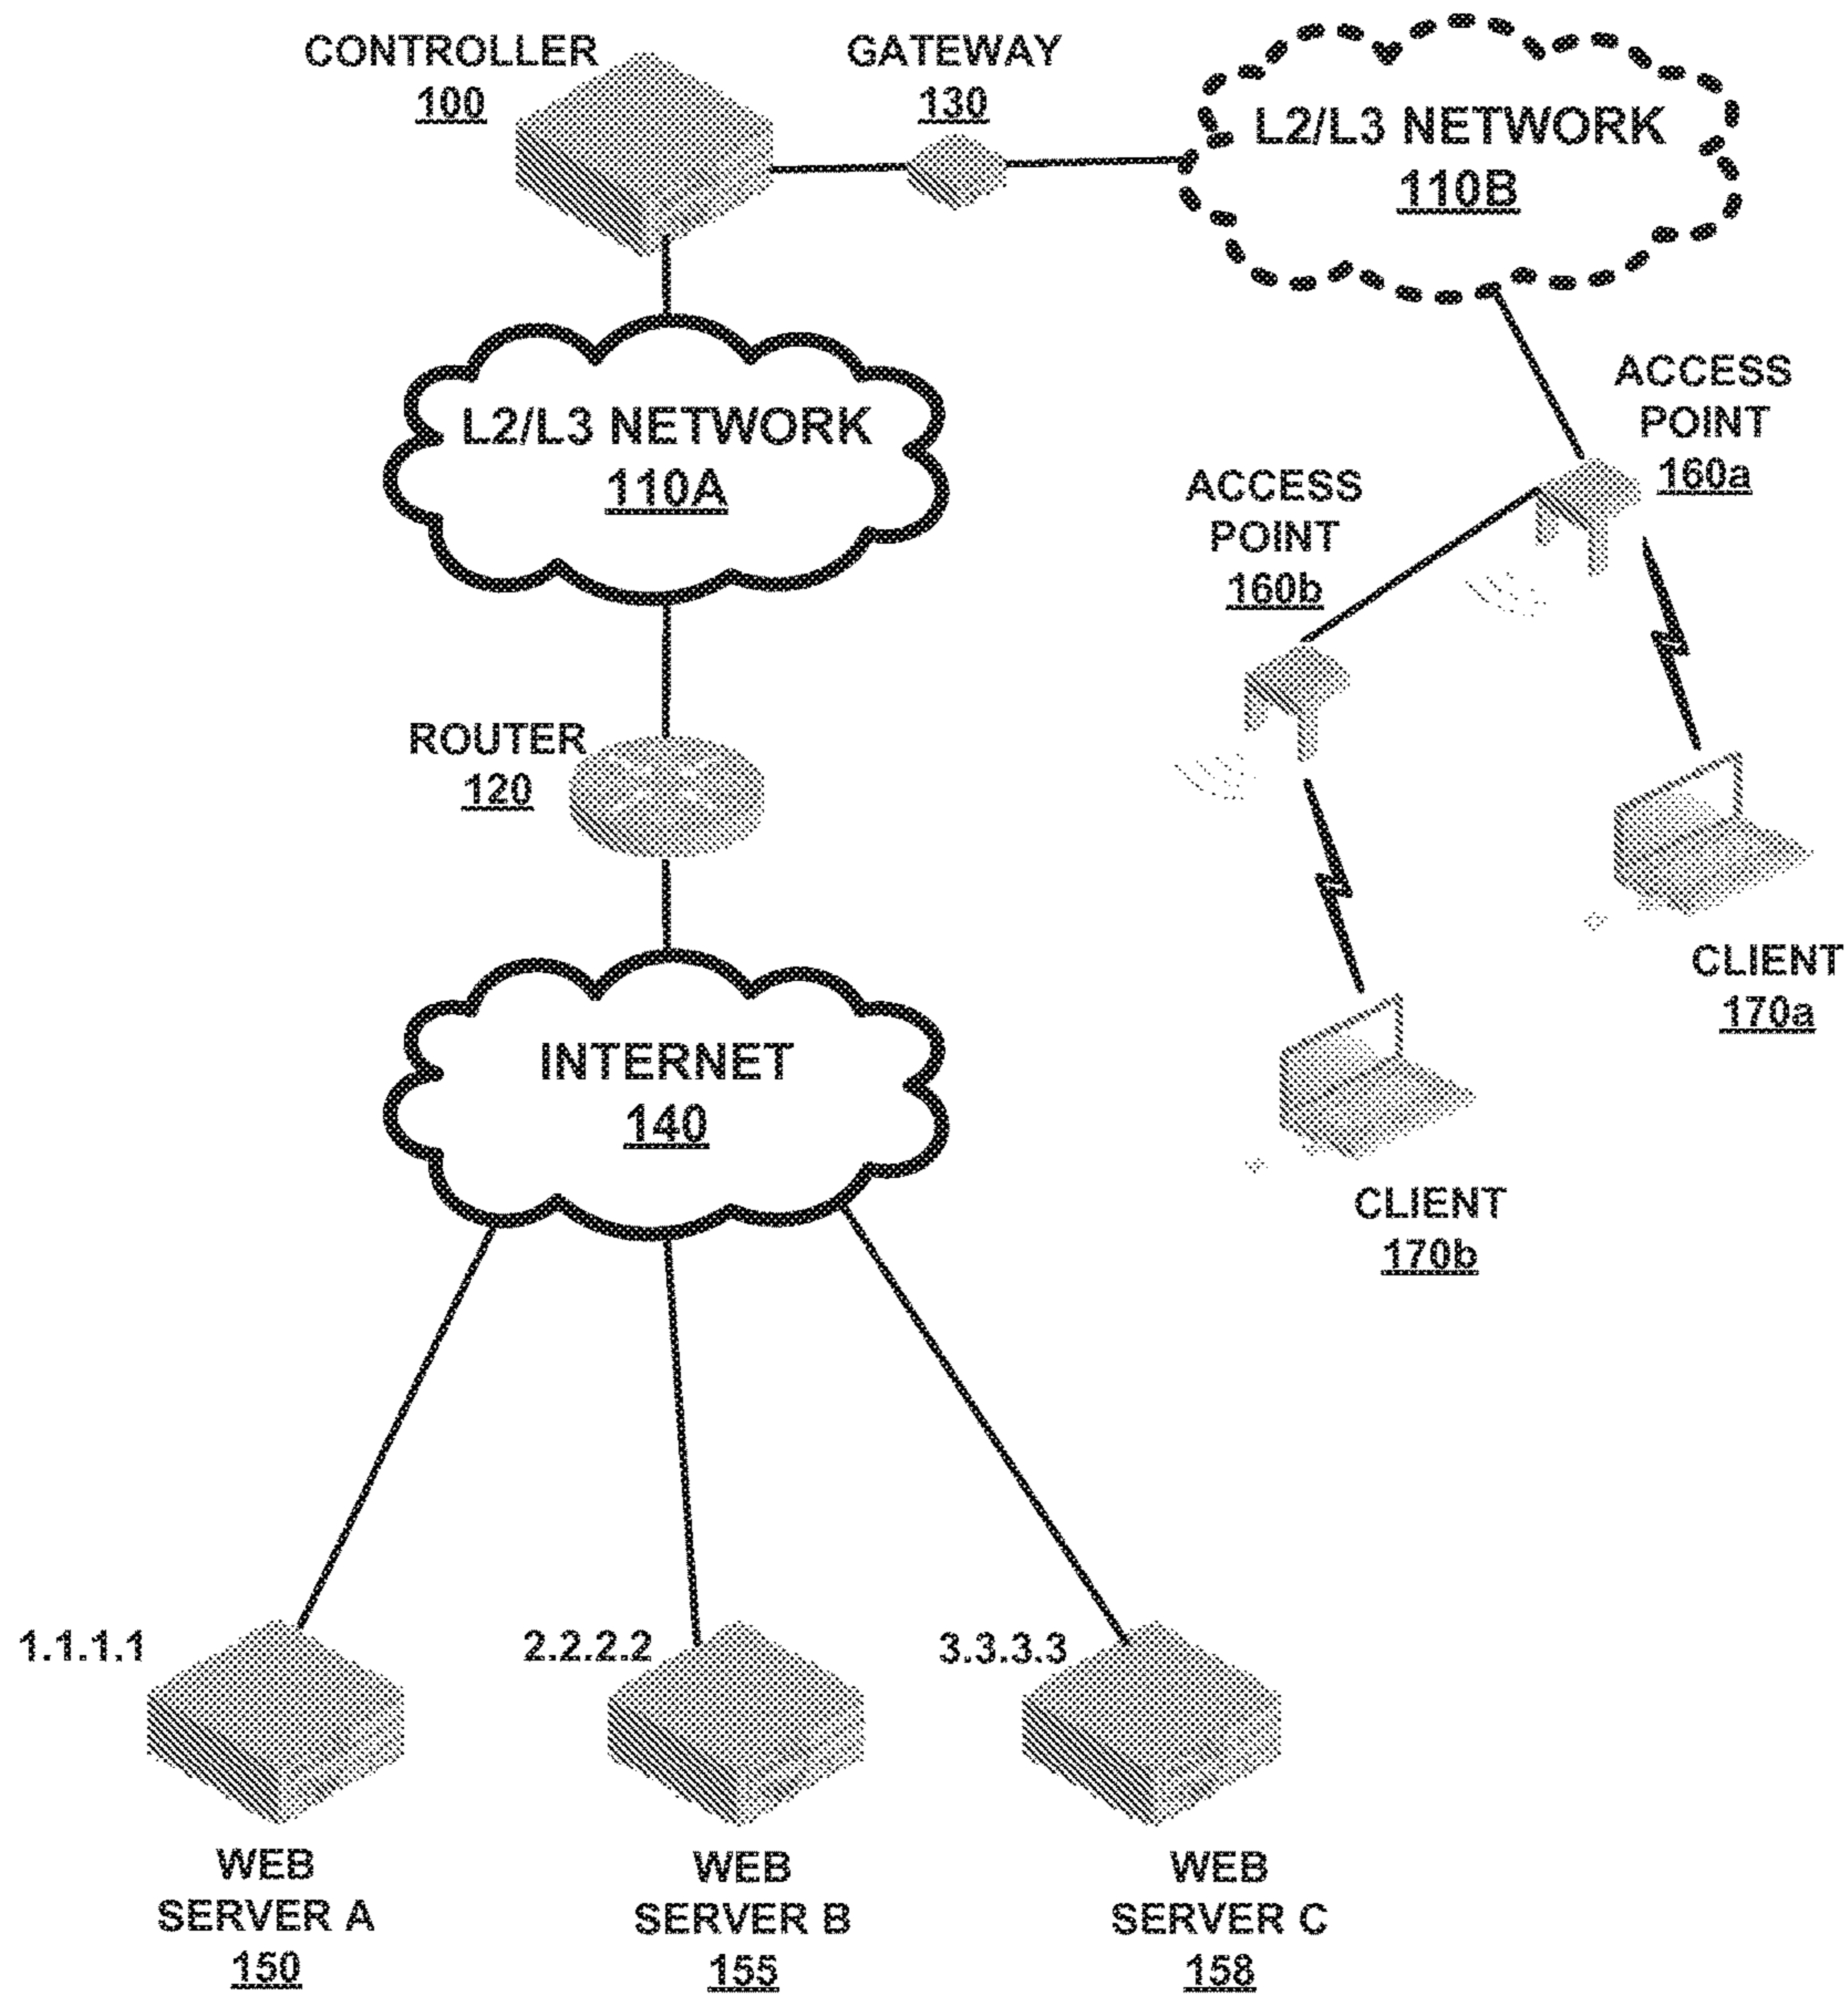 CONTROLLER
100
GATEWAY
130
L2/L3 NETWORK
110B
L2/L3 NETWORK
110A
ACCESS
POINT
160a
ACCESS
POINT
160b
ROUTER
120
CLIENT
170a
INTERNET
140
CLIENT
170b
1.1.1.1
2.2.2.2
3.3.3.3
WEB
SERVER A
150
WEB
SERVER B
155
WEB
SERVER C
158